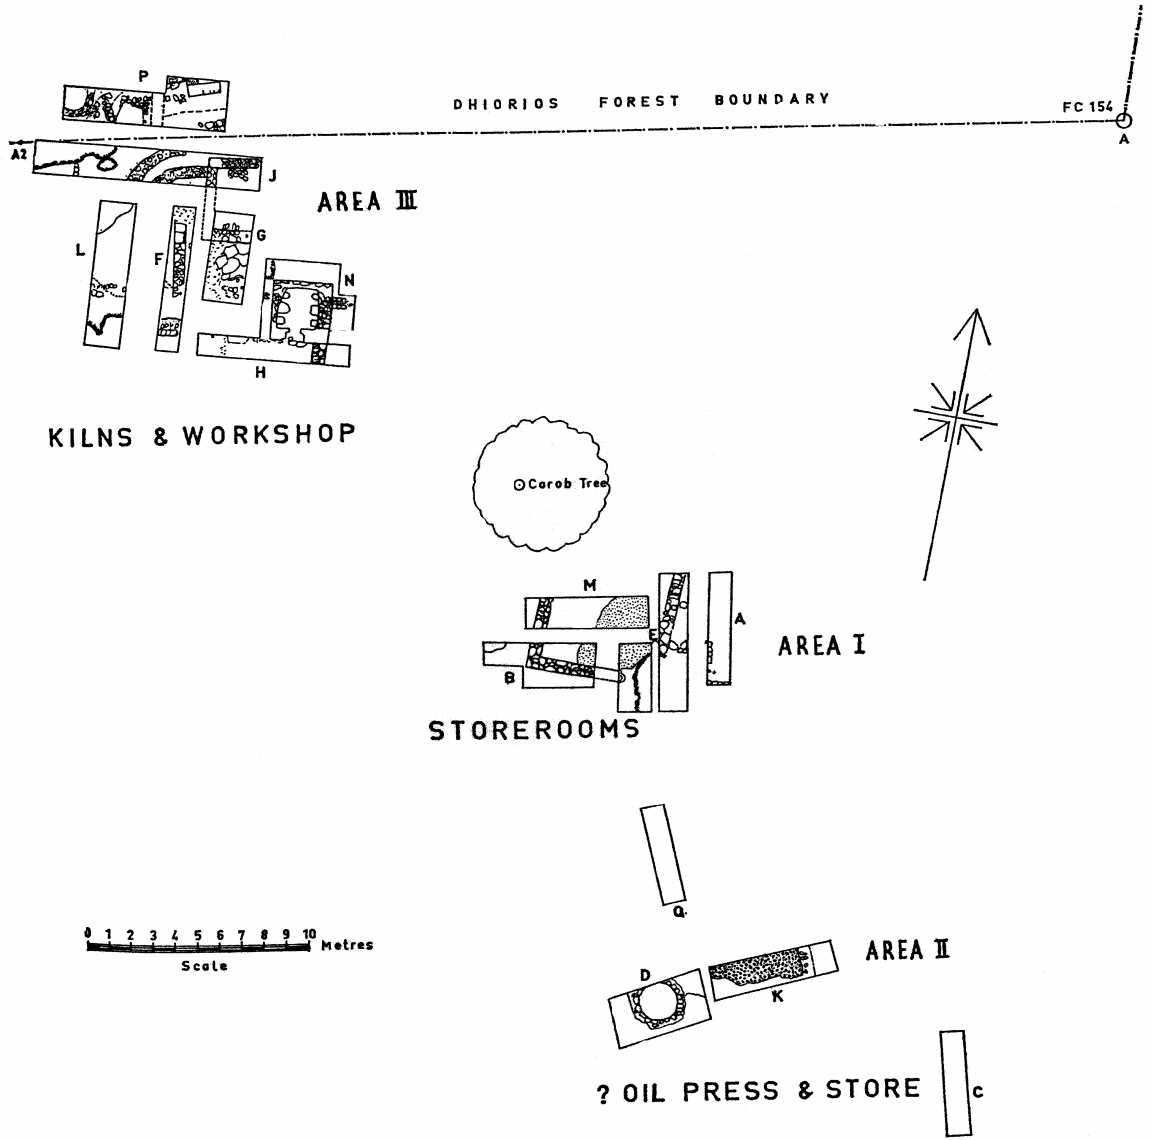 P
DHIORIOS FOREST BOUNDARY
FC 154
A
A2
J
AREA III
L
F
G
N
H
KILNS & WORKSHOP
Carob Tree
M
E
A
AREA I
B
STOREROOMS
Q.
0 1 2 3 4 5 6 7 8 9 10 Metres
Scale
AREA II
D
K
? OIL PRESS & STORE
C